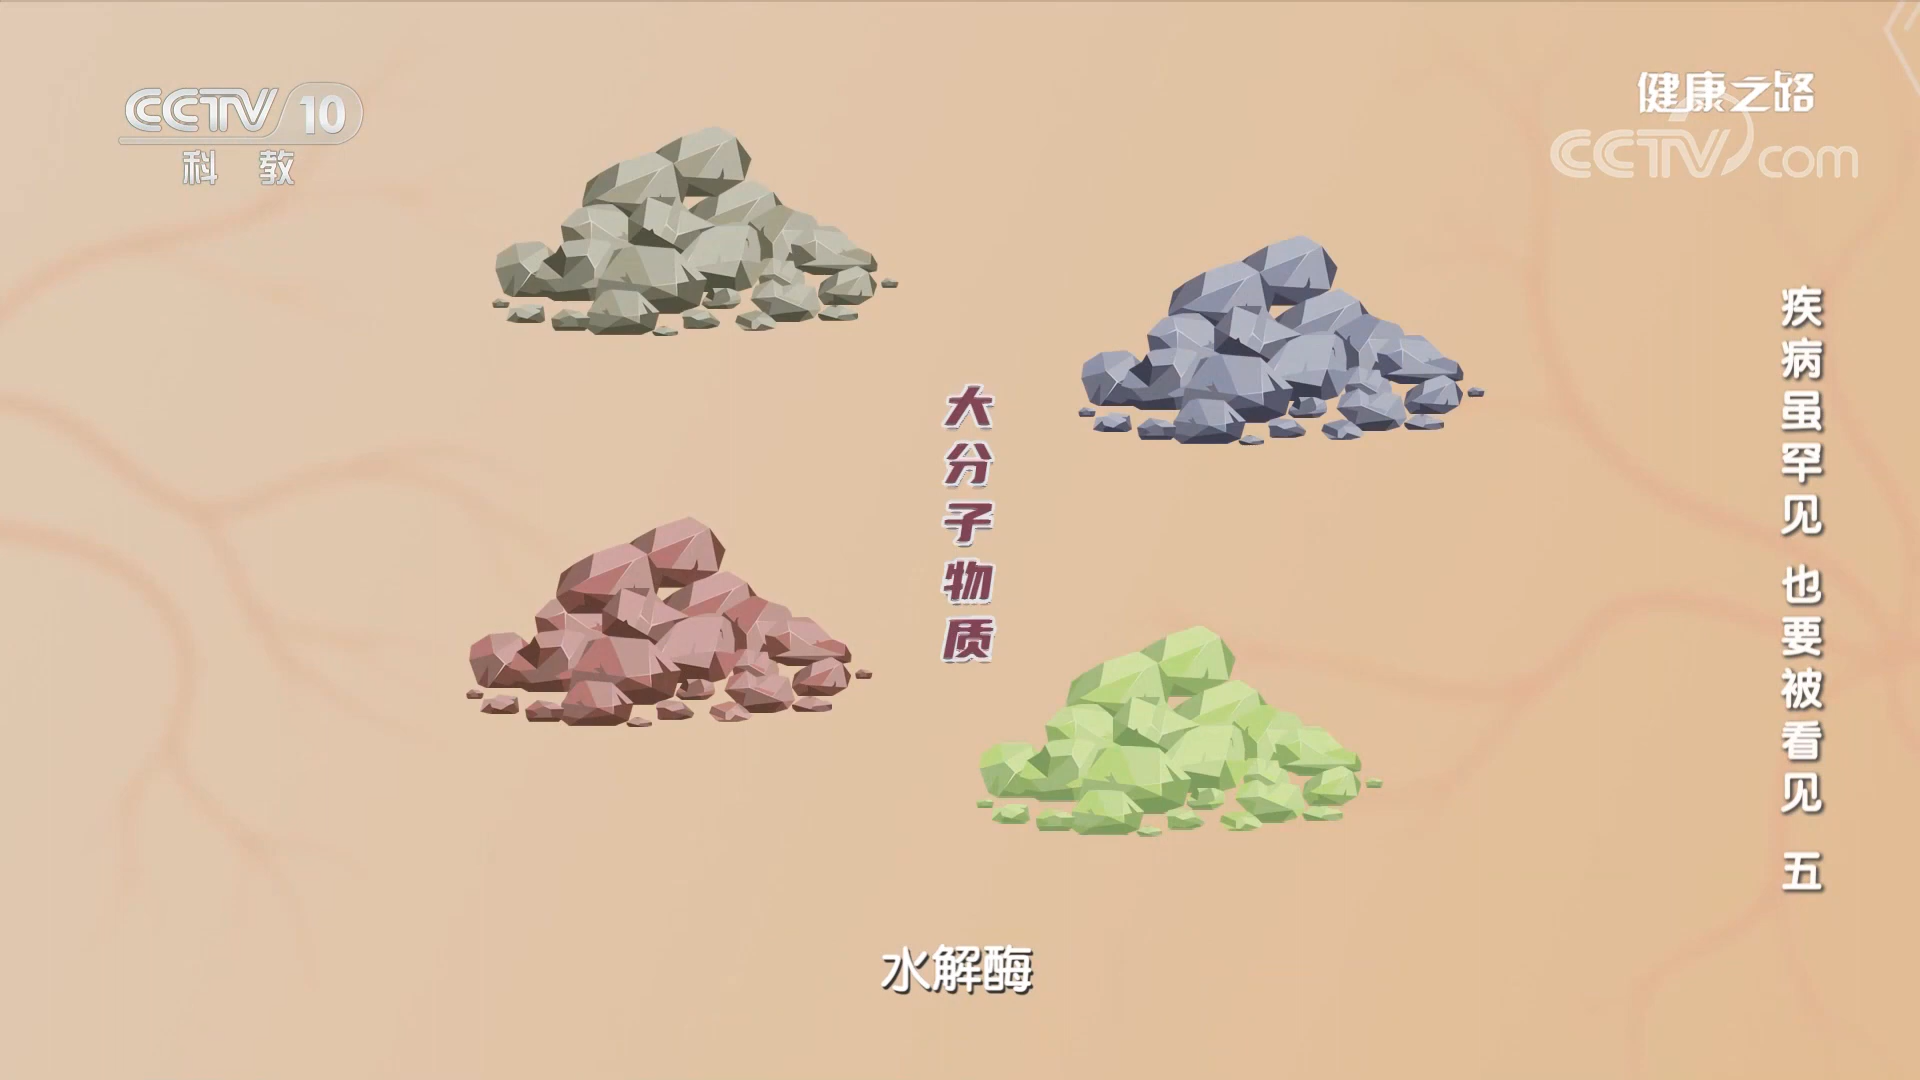 CCTV 10
科 教
健康之路
CCTV.com
大分子物质
疾病虽罕见 也要被看见 五
水解酶